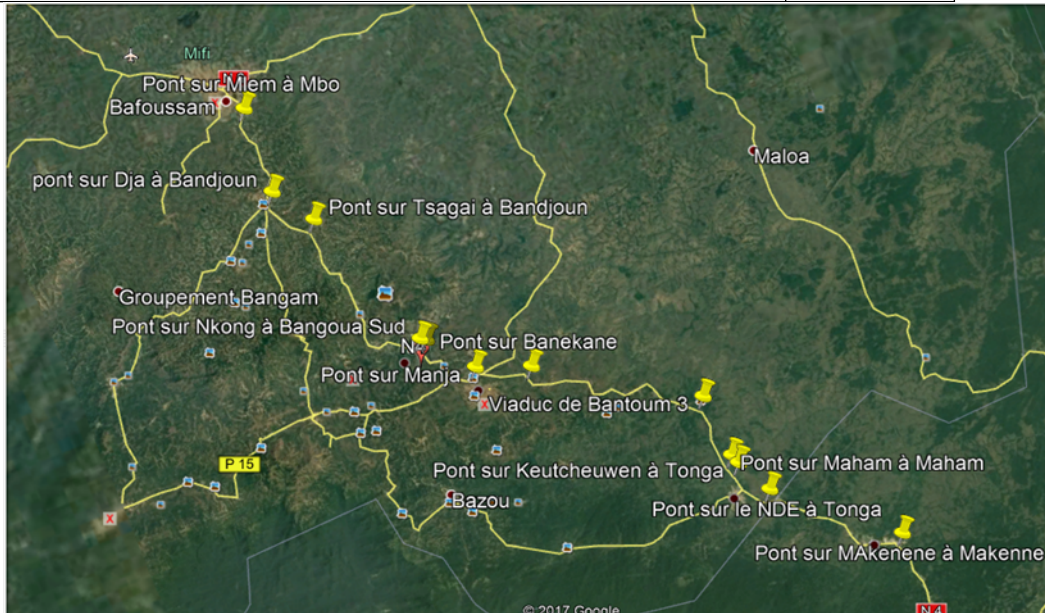 Mifi
Pont sur Mlem à Mbo
Bafoussam
pont sur Dja à Bandjoun
Pont sur Tsagai à Bandjoun
Maloa
Groupement Bangam
Pont sur Nkong à Bangoua Sud
N4
Pont sur Banekane
Pont sur Manja
Viaduc de Bantoum 3
P 15
Pont sur Keutcheuwen à Tonga
Pont sur Maham à Maham
Bazou
Pont sur le NDE à Tonga
Pont sur MAkenene à Makenne
© 2017 Google
N 4